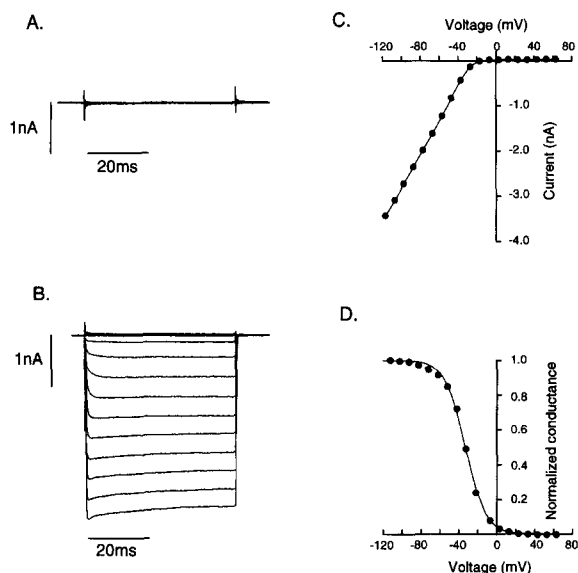 A.
1nA
20ms
B.
1nA
20ms
C.
Voltage (mV)
-120 -80 -40 0 40 80
-1.0
-2.0
-3.0
-4.0
Current (nA)
D.
1.0
0.8
0.6
0.4
0.2
Normalized conductance
-120 -80 -40 0 40 80
Voltage (mV)